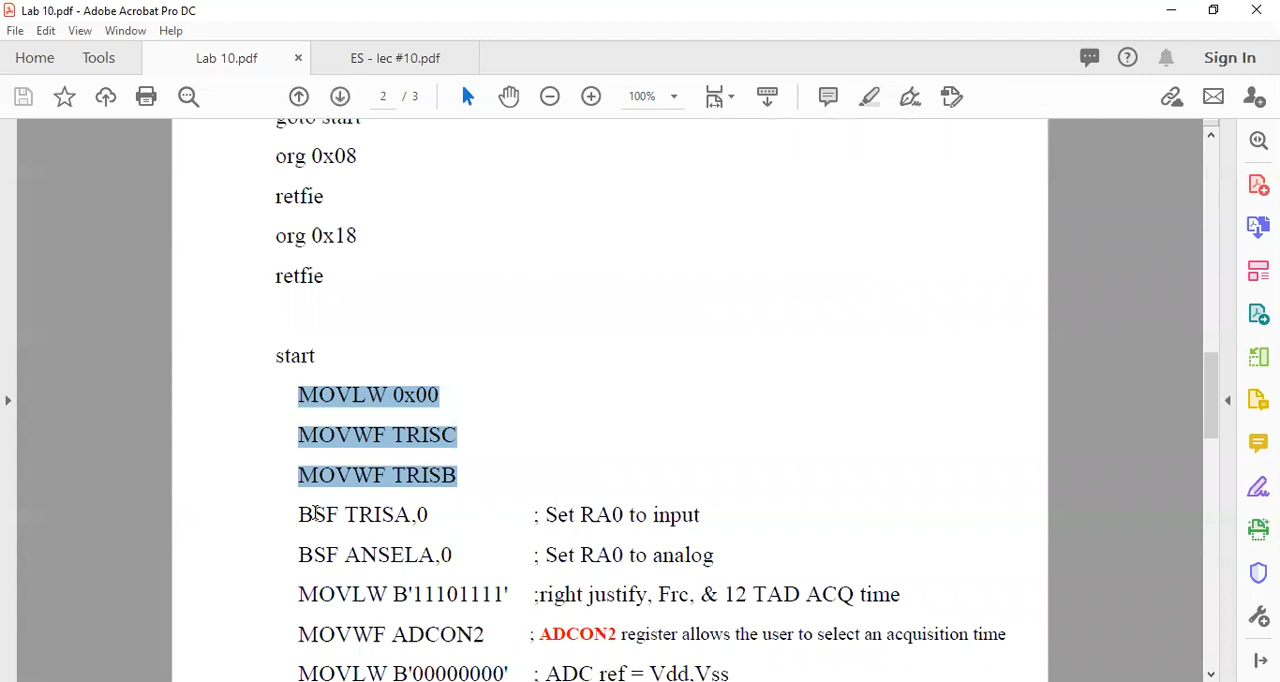 Lab 10.pdf - Adobe Acrobat Pro DC
File Edit View Window Help
Home Tools Lab 10.pdf × ES - lec #10.pdf Sign In
2 / 3 100%
goto start
org 0x08
retfie
org 0x18
retfie
start
MOVLW 0x00
MOVWF TRISC
MOVWF TRISB
BSF TRISA,0 ; Set RA0 to input
BSF ANSELA,0 ; Set RA0 to analog
MOVLW B'11101111' ;right justify, Frc, & 12 TAD ACQ time
MOVWF ADCON2 ; ADCON2 register allows the user to select an acquisition time
MOVLW B'00000000' ; ADC ref = Vdd,Vss